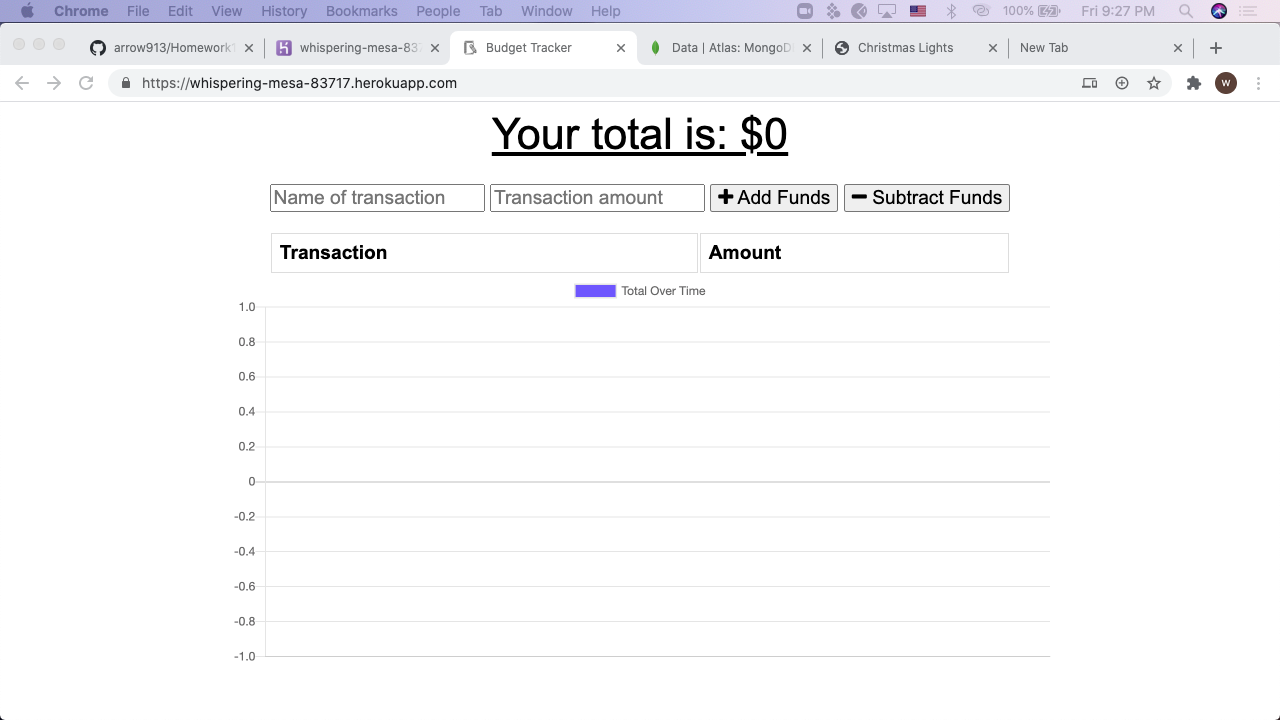 Chrome File Edit View History Bookmarks People Tab Window Help 100% Fri 9:27 PM
arrow913/Homework whispering-mesa-83 Budget Tracker Data | Atlas: MongoD Christmas Lights New Tab
https://whispering-mesa-83717.herokuapp.com W
Your total is: $0
Name of transaction Transaction amount Add Funds Subtract Funds
Transaction Amount
Total Over Time
1.0
0.8
0.6
0.4
0.2
0
-0.2
-0.4
-0.6
-0.8
-1.0